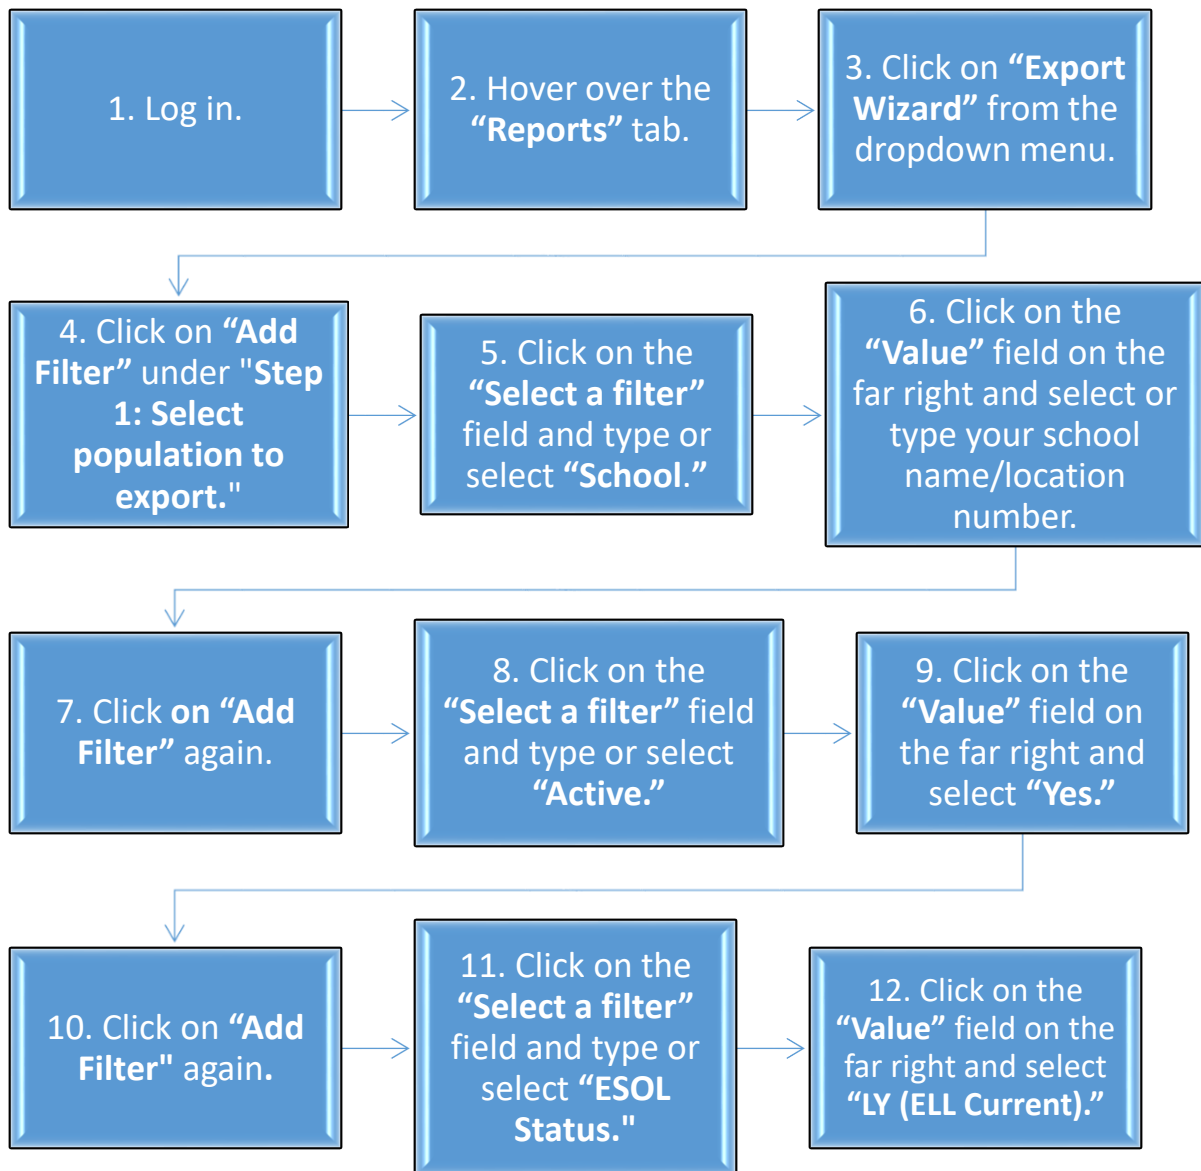 1. Log in.
2. Hover over the
“Reports” tab.
3. Click on “Export
Wizard” from the
dropdown menu.
4. Click on “Add
Filter” under "Step
1: Select
population to
export."
5. Click on the
“Select a filter”
field and type or
select “School.”
6. Click on the
“Value” field on the
far right and select or
type your school
name/location
number.
7. Click on “Add
Filter” again.
8. Click on the
“Select a filter” field
and type or select
“Active.”
9. Click on the
“Value” field on
the far right and
select “Yes.”
10. Click on “Add
Filter" again.
11. Click on the
“Select a filter”
field and type or
select “ESOL
Status."
12. Click on the
“Value” field on the
far right and select
“LY (ELL Current).”